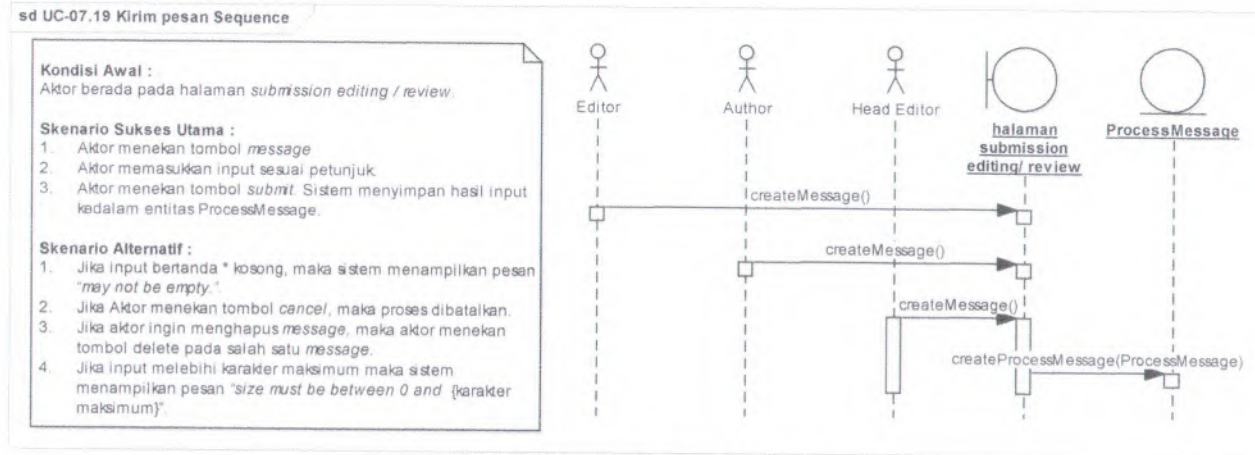 sd UC-07.19 Kirim pesan Sequence
Kondisi Awal :
Aktor berada pada halaman submission editing / review.
Skenario Sukses Utama :
1. Aktor menekan tombol message
2. Aktor memasukkan input sesuai petunjuk.
3. Aktor menekan tombol submit. Sistem menyimpan hasil input
kedalam entitas ProcessMessage.
Skenario Alternatif :
1. Jika input bertanda * kosong, maka sistem menampilkan pesan
"may not be empty.".
2. Jika Aktor menekan tombol cancel, maka proses dibatalkan.
3. Jika aktor ingin menghapus message, maka aktor menekan
tombol delete pada salah satu message.
4. Jika input melebihi karakter maksimum maka sistem
menampilkan pesan "size must be between 0 and {karakter
maksimum}".
Editor
Author
Head Editor
halaman
submission
editing/ review
ProcessMessage
createMessage()
createMessage()
createMessage()
createProcessMessage(ProcessMessage)